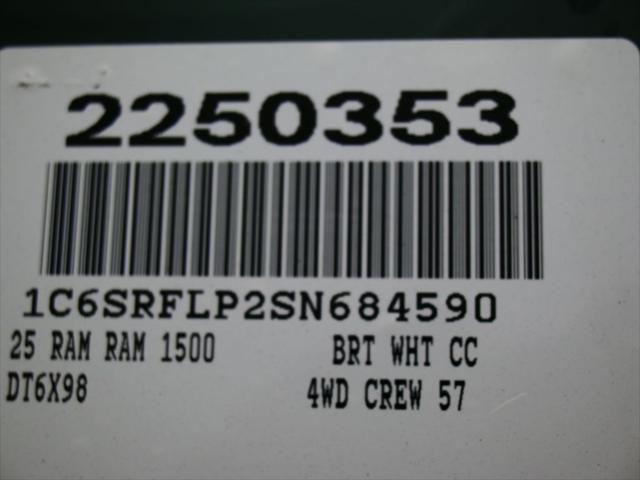 2250353
1C6SRFLP2SN684590
25 RAM RAM 1500 BRT WHT CC
DT6X98 4WD CREW 57